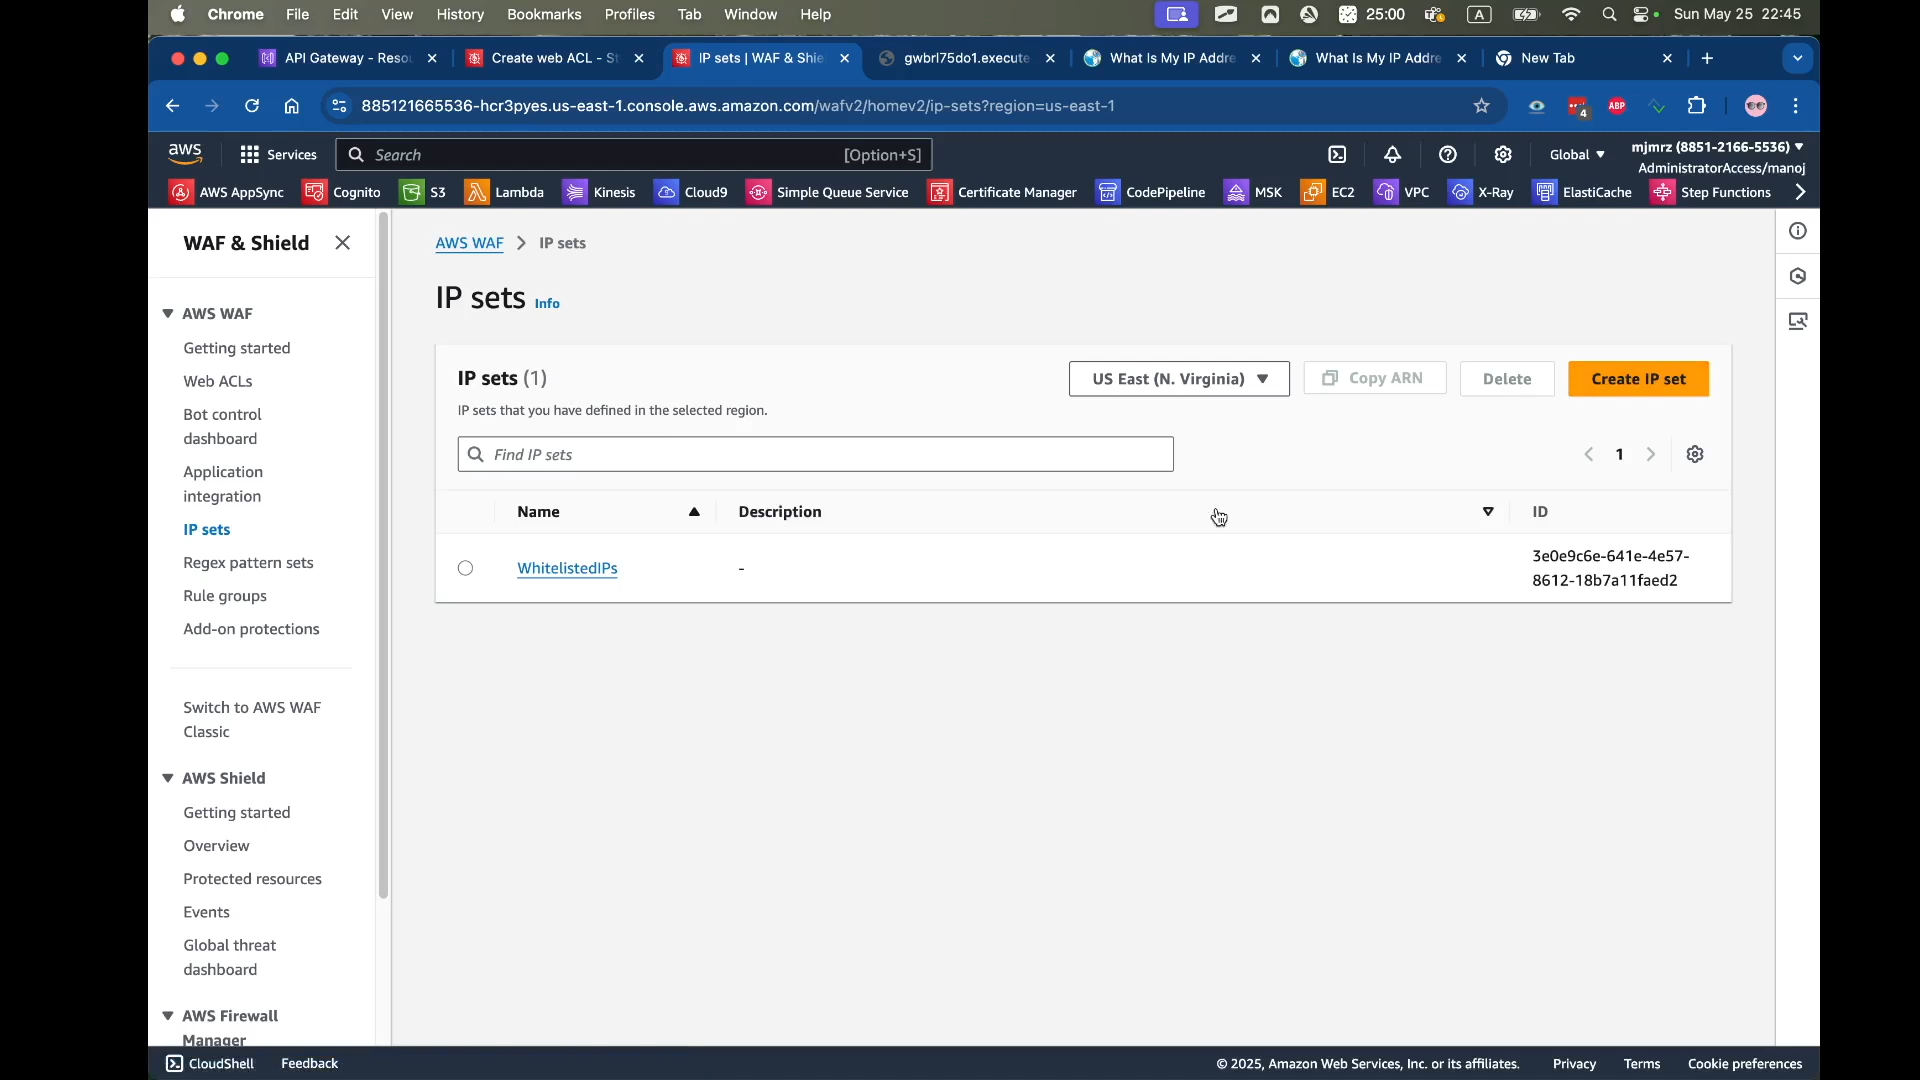 Chrome File Edit View History Bookmarks Profiles Tab Window Help 25:00 A Sun May 25 22:45
API Gateway - Resou Create web ACL - St IP sets | WAF & Shie gwbrl75do1.execute What Is My IP Addre What Is My IP Addre New Tab
885121665536-hcr3pyes.us-east-1.console.aws.amazon.com/wafv2/homev2/ip-sets?region=us-east-1 4 ABP
aws Services Search [Option+S] Global mjmrz (8851-2166-5536)
AdministratorAccess/manoj
AWS AppSync Cognito S3 Lambda Kinesis Cloud9 Simple Queue Service Certificate Manager CodePipeline MSK EC2 VPC X-Ray ElastiCache Step Functions
WAF & Shield
AWS WAF
Getting started
Web ACLs
Bot control
dashboard
Application
integration
IP sets
Regex pattern sets
Rule groups
Add-on protections
Switch to AWS WAF
Classic
AWS Shield
Getting started
Overview
Protected resources
Events
Global threat
dashboard
AWS Firewall
Manager
AWS WAF > IP sets
IP sets Info
IP sets (1) US East (N. Virginia) Copy ARN Delete Create IP set
IP sets that you have defined in the selected region.
Find IP sets 1
Name Description ID
WhitelistedIPs - 3e0e9c6e-641e-4e57-
8612-18b7a11faed2
CloudShell Feedback © 2025, Amazon Web Services, Inc. or its affiliates. Privacy Terms Cookie preferences